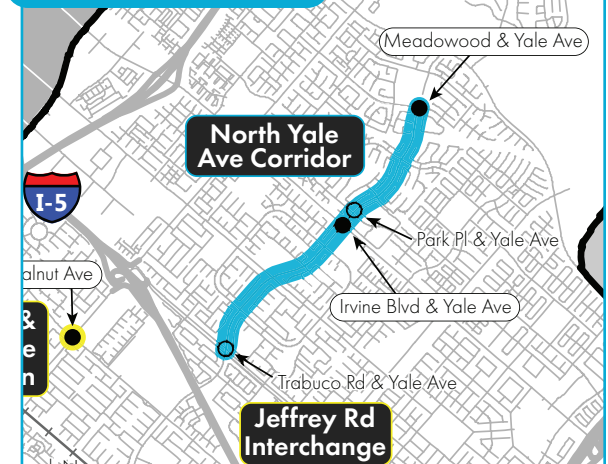 Meadowood & Yale Ave
North Yale
Ave Corridor
I-5
Park Pl & Yale Ave
alnut Ave
Irvine Blvd & Yale Ave
&
e
n
Trabuco Rd & Yale Ave
Jeffrey Rd
Interchange